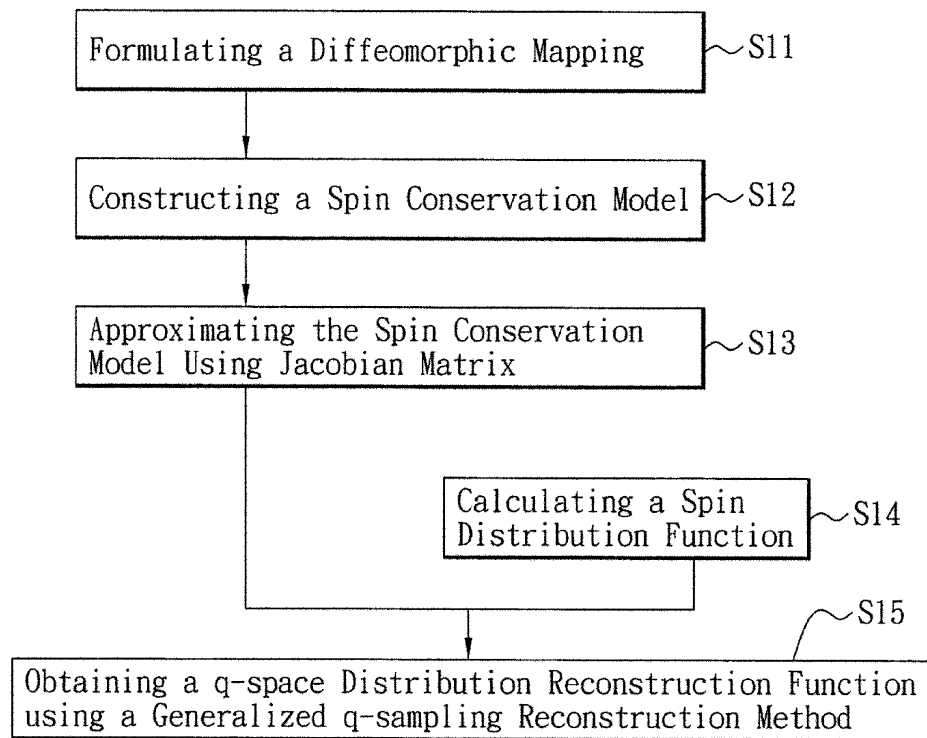 Formulating a Diffeomorphic Mapping
S11
Constructing a Spin Conservation Model
S12
Approximating the Spin Conservation
Model Using Jacobian Matrix
S13
Calculating a Spin
Distribution Function
S14
S15
Obtaining a q-space Distribution Reconstruction Function
using a Generalized q-sampling Reconstruction Method